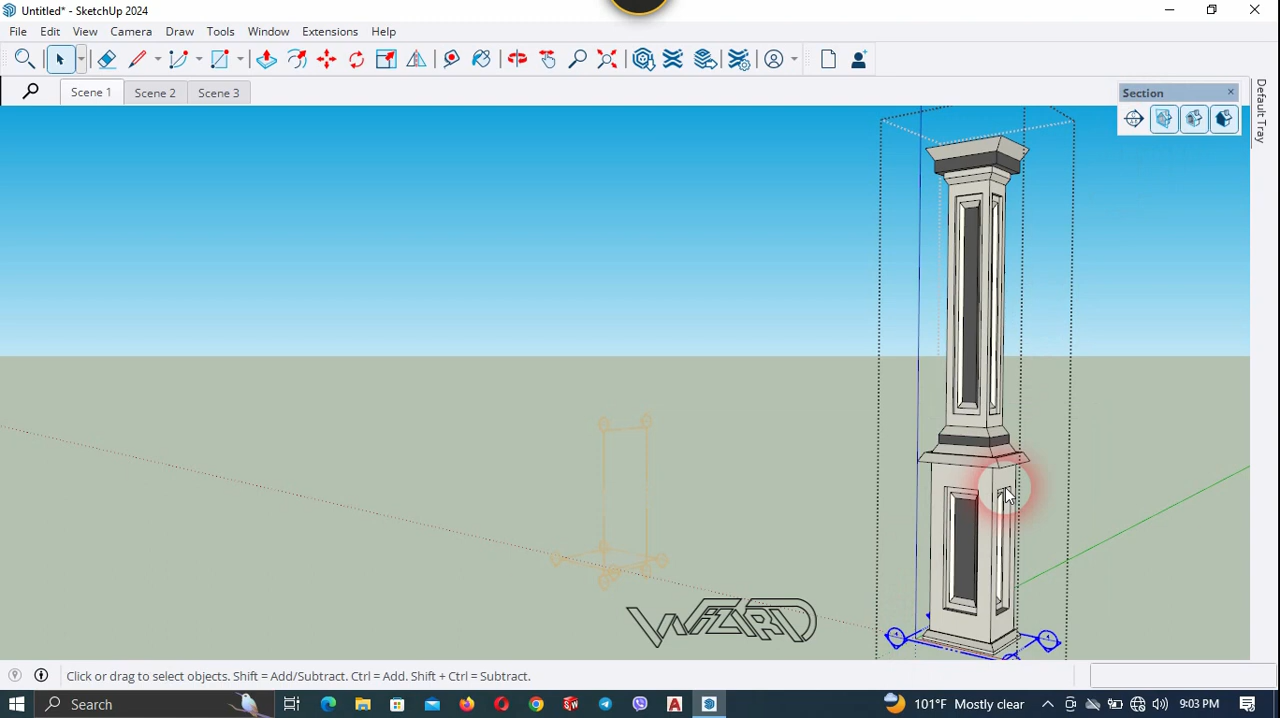 Untitled* - SketchUp 2024
File Edit View Camera Draw Tools Window Extensions Help
Scene 1 Scene 2 Scene 3
Section
Default Tray
WIZARD
Click or drag to select objects. Shift = Add/Subtract. Ctrl = Add. Shift + Ctrl = Subtract.
Search
101°F Mostly clear
9:03 PM